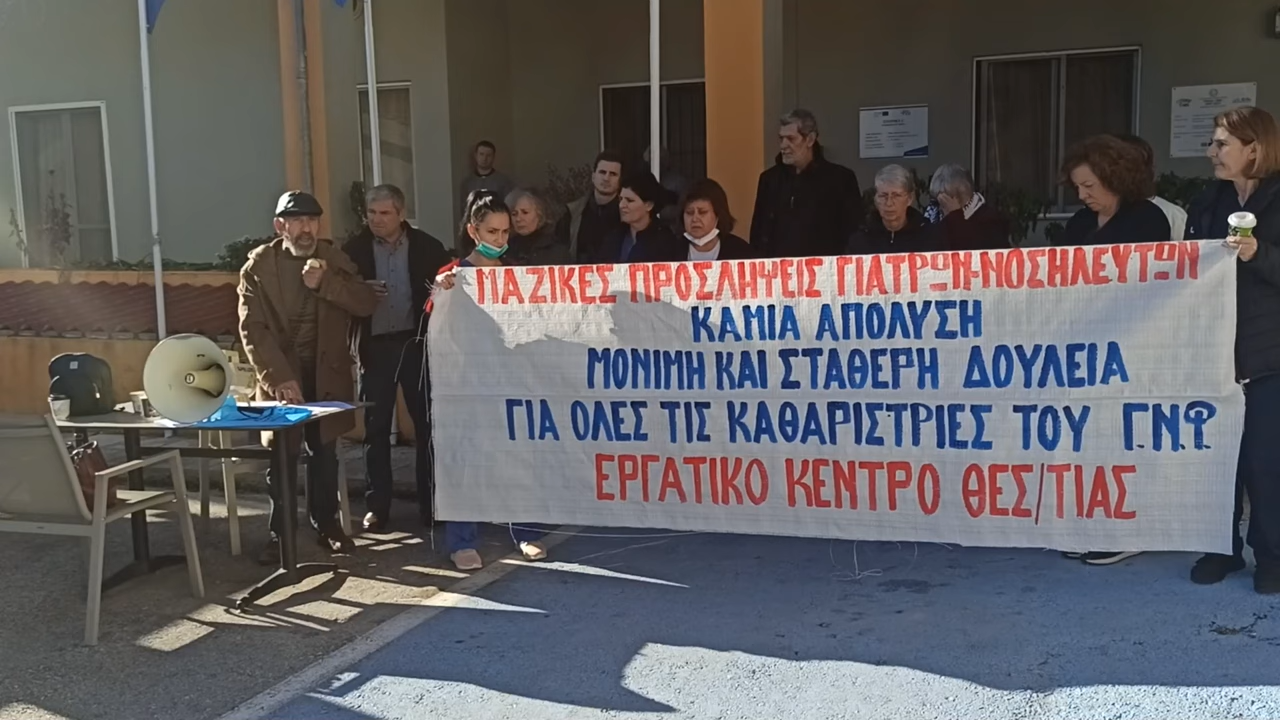 ΜΑΖΙΚΕΣ ΠΡΟΣΛΗΨΕΙΣ ΓΙΑΤΡΩΝ-ΝΟΣΗΛΕΥΤΩΝ
ΚΑΜΙΑ ΑΠΟΛΥΣΗ
ΜΟΝΙΜΗ ΚΑΙ ΣΤΑΘΕΡΗ ΔΟΥΛΕΙΑ
ΓΙΑ ΟΛΕΣ ΤΙΣ ΚΑΘΑΡΙΣΤΡΙΕΣ ΤΟΥ Γ.Ν.Φ
ΕΡΓΑΤΙΚΟ ΚΕΝΤΡΟ ΘΕΣ/ΤΙΑΣ